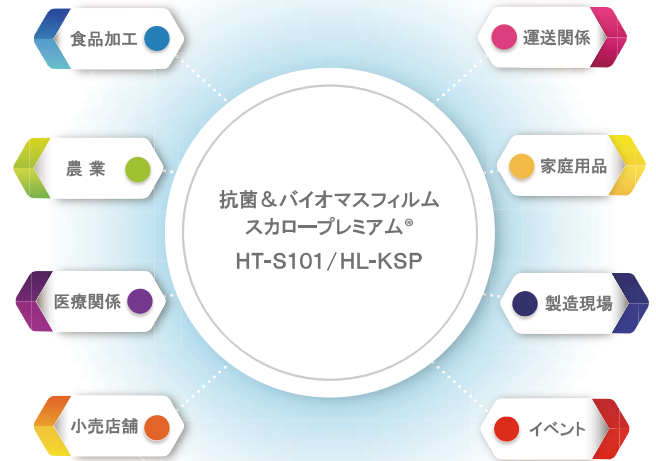 食品加工
運送関係
農業
家庭用品
抗菌&バイオマスフィルム
スカロープレミアム®
HT-S101/HL-KSP
医療関係
製造現場
小売店舗
イベント